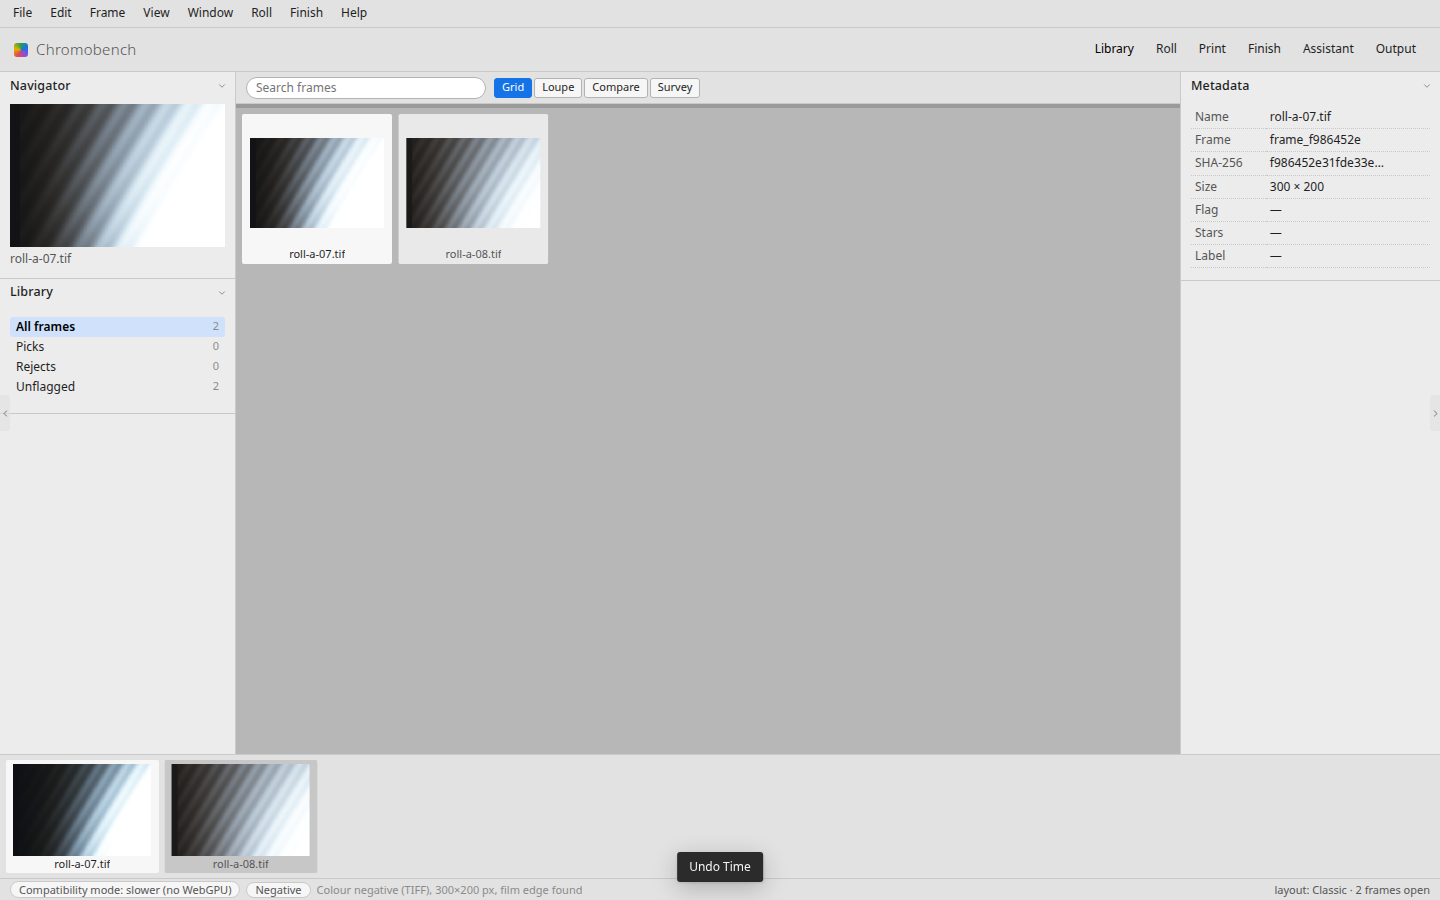 File Edit Frame View Window Roll Finish Help
Chromobench
Library Roll Print Finish Assistant Output
Navigator
roll-a-07.tif
Library
All frames 2
Picks 0
Rejects 0
Unflagged 2
Search frames
Grid Loupe Compare Survey
roll-a-07.tif
roll-a-08.tif
Metadata
Name roll-a-07.tif
Frame frame_f986452e
SHA-256 f986452e31fde33e...
Size 300 × 200
Flag —
Stars —
Label —
roll-a-07.tif
roll-a-08.tif
Undo Time
Compatibility mode: slower (no WebGPU) Negative Colour negative (TIFF), 300×200 px, film edge found
layout: Classic · 2 frames open